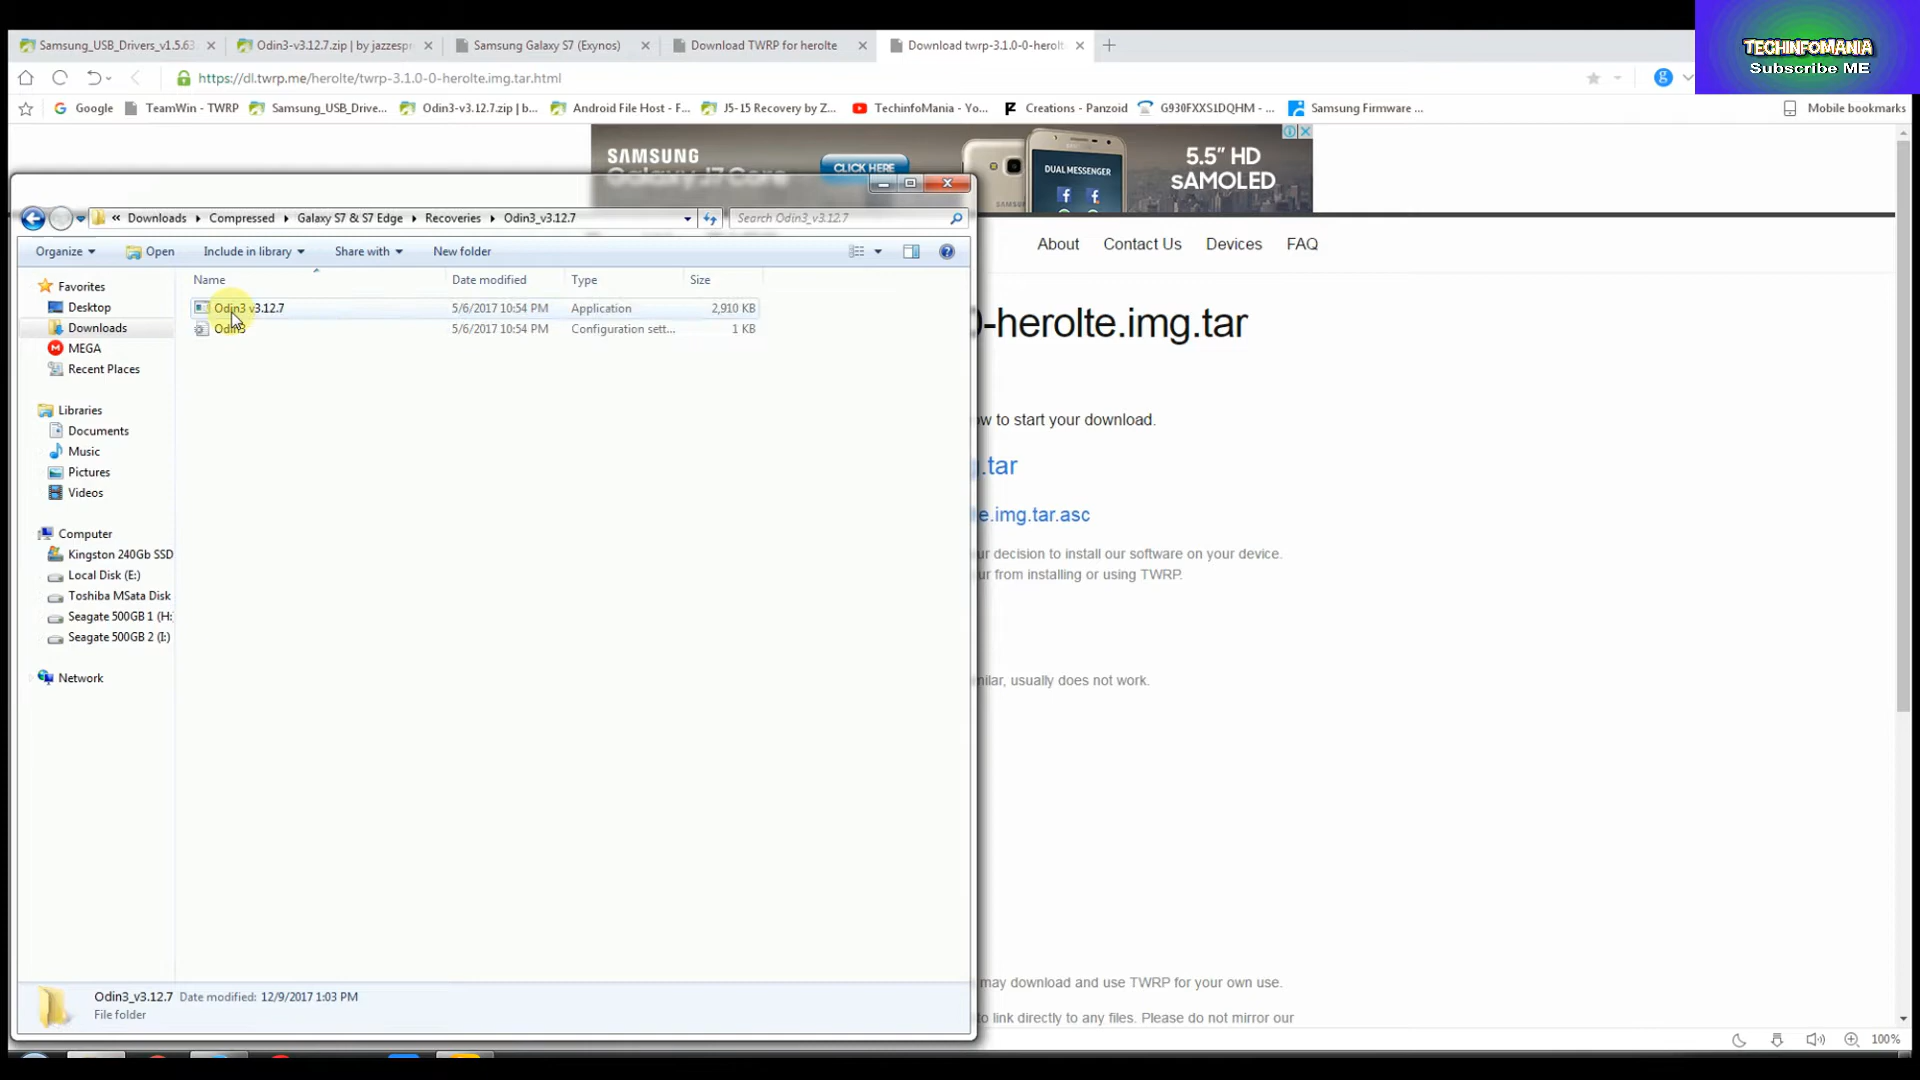 Samsung_USB_Drivers_v1.5.63
Odin3-v3.12.7.zip | by jazzespr
Samsung Galaxy S7 (Exynos)
Download TWRP for herolte
Download twrp-3.1.0-0-herolt
TECHINFOMANIA
Subscribe ME
https://dl.twrp.me/herolte/twrp-3.1.0-0-herolte.img.tar.html
Google
TeamWin - TWRP
Samsung_USB_Drive...
Odin3-v3.12.7.zip | b...
Android File Host - F...
J5-15 Recovery by Z...
TechinfoMania - Yo...
Creations - Panzoid
G930FXXS1DQHM - ...
Samsung Firmware ...
Mobile bookmarks
SAMSUNG
Galaxy J7 Core
CLICK HERE
DUAL MESSENGER
5.5” HD
sAMOLED
« Downloads
Compressed
Galaxy S7 & S7 Edge
Recoveries
Odin3_v3.12.7
Search Odin3_v3.12.7
About
Contact Us
Devices
FAQ
Organize
Open
Include in library
Share with
New folder
Name
Date modified
Type
Size
Odin3 v3.12.7
5/6/2017 10:54 PM
Application
2,910 KB
Odin3
5/6/2017 10:54 PM
Configuration sett...
1 KB
Favorites
Desktop
Downloads
MEGA
Recent Places
Libraries
Documents
Music
Pictures
Videos
Computer
Kingston 240Gb SSD
Local Disk (E:)
Toshiba MSata Disk
Seagate 500GB 1 (H:
Seagate 500GB 2 (I:)
Network
-herolte.img.tar
to start your download.
.tar
e.img.tar.asc
decision to install our software on your device.
from installing or using TWRP.
usually does not work.
may download and use TWRP for your own use.
to link directly to any files. Please do not mirror our
Odin3_v3.12.7
Date modified: 12/9/2017 1:03 PM
File folder
100%